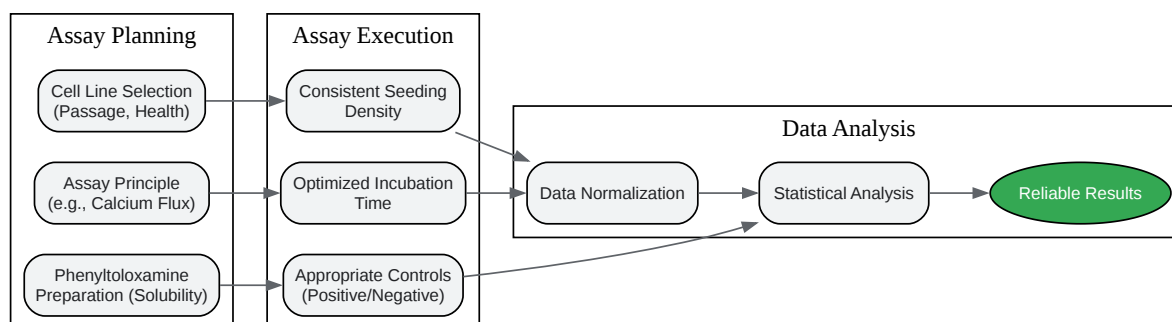 Assay Planning
Cell Line Selection
(Passage, Health)
Assay Principle
(e.g., Calcium Flux)
Phenyltoloxamine
Preparation (Solubility)
Assay Execution
Consistent Seeding
Density
Optimized Incubation
Time
Appropriate Controls
(Positive/Negative)
Data Analysis
Data Normalization
Statistical Analysis
Reliable Results